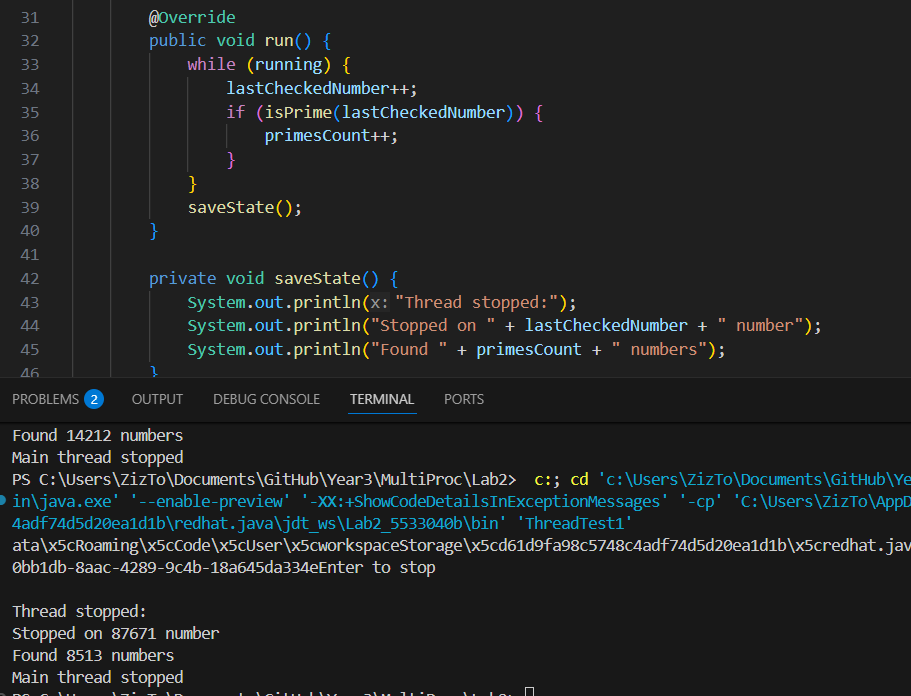 31 @Override
32 public void run() {
33 while (running) {
34 lastCheckedNumber++;
35 if (isPrime(lastCheckedNumber)) {
36 primesCount++;
37 }
38 }
39 saveState();
40 }
41
42 private void saveState() {
43 System.out.println(x: "Thread stopped:");
44 System.out.println("Stopped on " + lastCheckedNumber + " number");
45 System.out.println("Found " + primesCount + " numbers");
46 }
PROBLEMS 2 OUTPUT DEBUG CONSOLE TERMINAL PORTS
Found 14212 numbers
Main thread stopped
PS C:\Users\ZizTo\Documents\GitHub\Year3\MultiProc\Lab2> c:; cd 'c:\Users\ZizTo\Documents\GitHub\Ye
in\java.exe' '--enable-preview' '-XX:+ShowCodeDetailsInExceptionMessages' '-cp' 'C:\Users\ZizTo\AppD
4adf74d5d20ea1d1b\redhat.java\jdt_ws\Lab2_5533040b\bin' 'ThreadTest1'
ata\x5cRoaming\x5cCode\x5cUser\x5cworkspaceStorage\x5cd61d9fa98c5748c4adf74d5d20ea1d1b\x5credhat.jav
0bb1db-8aac-4289-9c4b-18a645da334eEnter to stop
Thread stopped:
Stopped on 87671 number
Found 8513 numbers
Main thread stopped